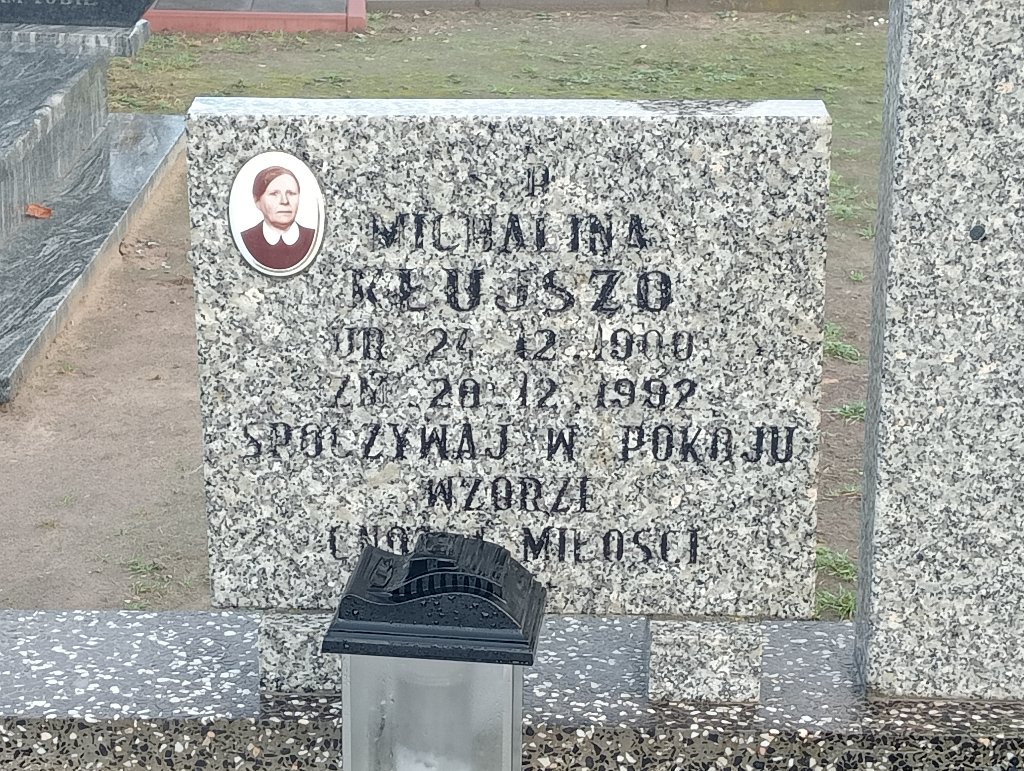 MICHALINA
KŁUJSZO
UR. 24.12.1900
ZM. 20.12.1992
SPOCZYWAJ W POKOJU
WZORZE
MIŁOŚCI